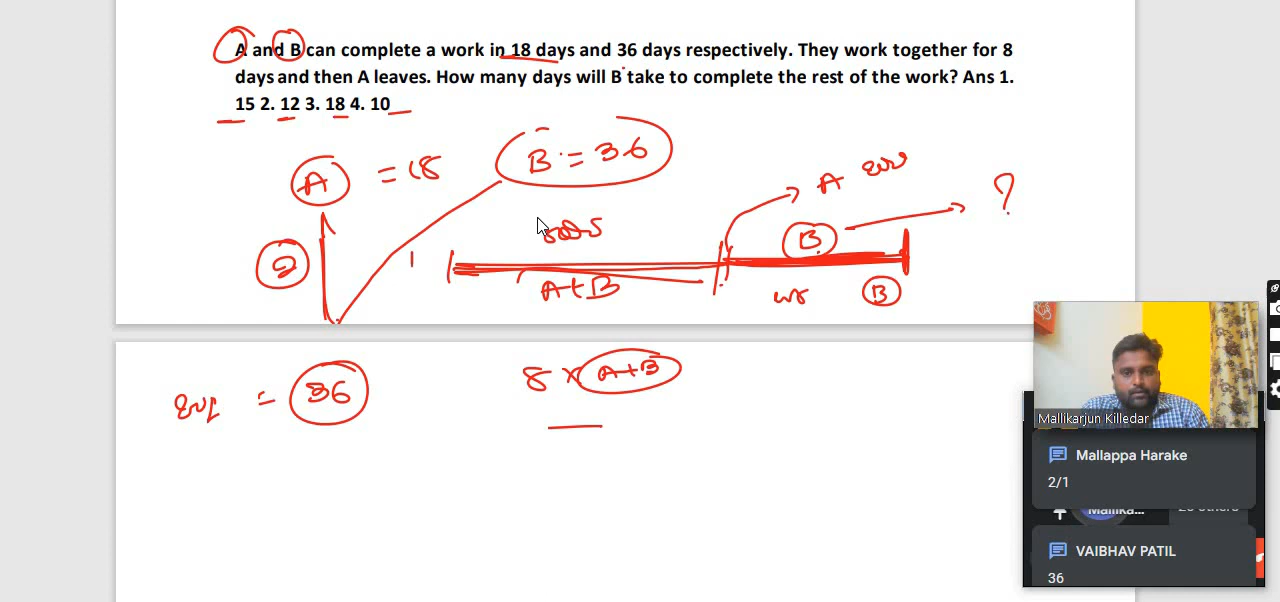 A and B can complete a work in 18 days and 36 days respectively. They work together for 8
days and then A leaves. How many days will B take to complete the rest of the work? Ans 1.
15 2. 12 3. 18 4. 10
A = 18 B = 36
A
?
B
2 1
A+B
B
8 × A+B
= 36
Mallikarjun Killedar
Mallappa Harake
2/1
Mallika...
VAIBHAV PATIL
36